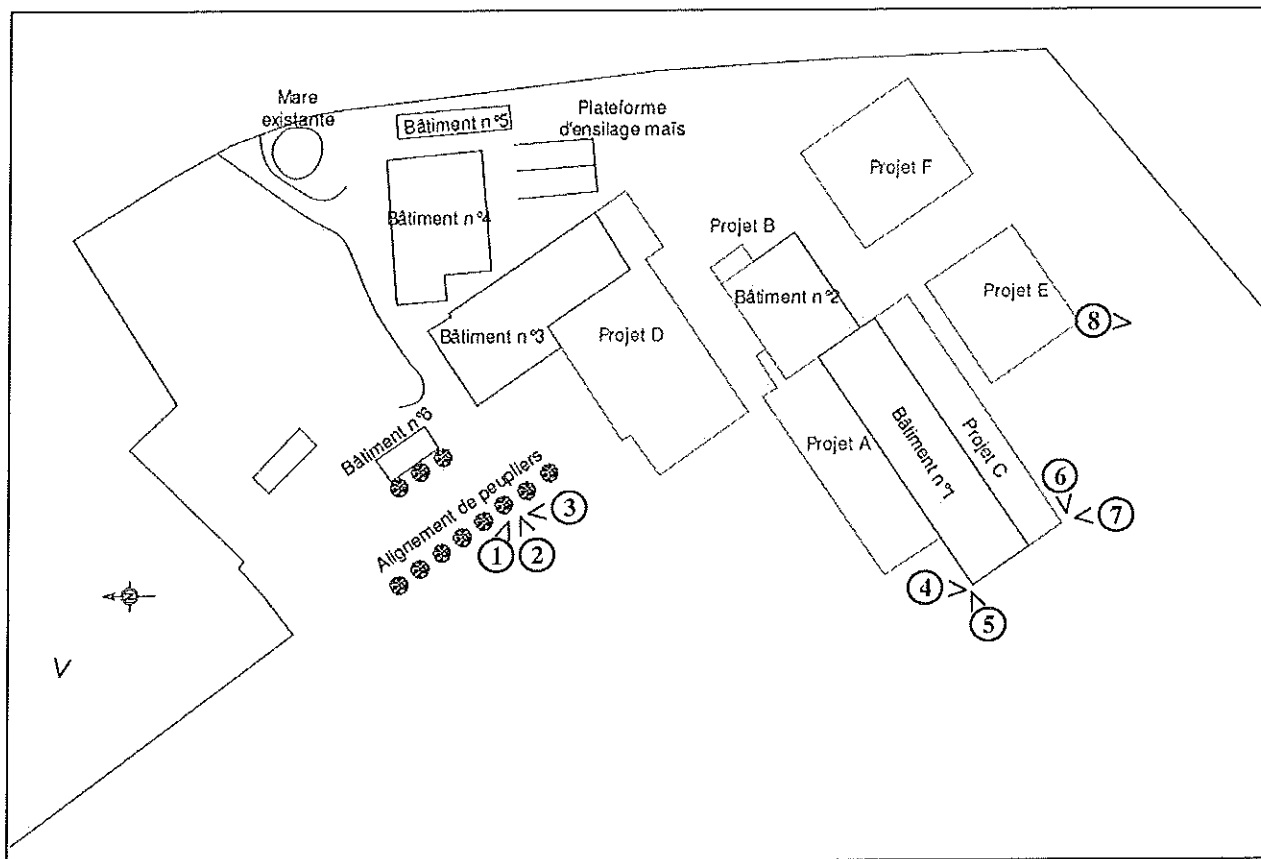 Mare
existante
Bâtiment n°5
Plateforme
d'ensilage maïs
Bâtiment n°4
Projet F
Projet B
Bâtiment n°2
Projet E
8
Bâtiment n°3
Projet D
Bâtiment n°6
Projet A
Bâtiment n°1
Projet C
Alignement de peupliers
6
7
3
1
2
4
5
N
V